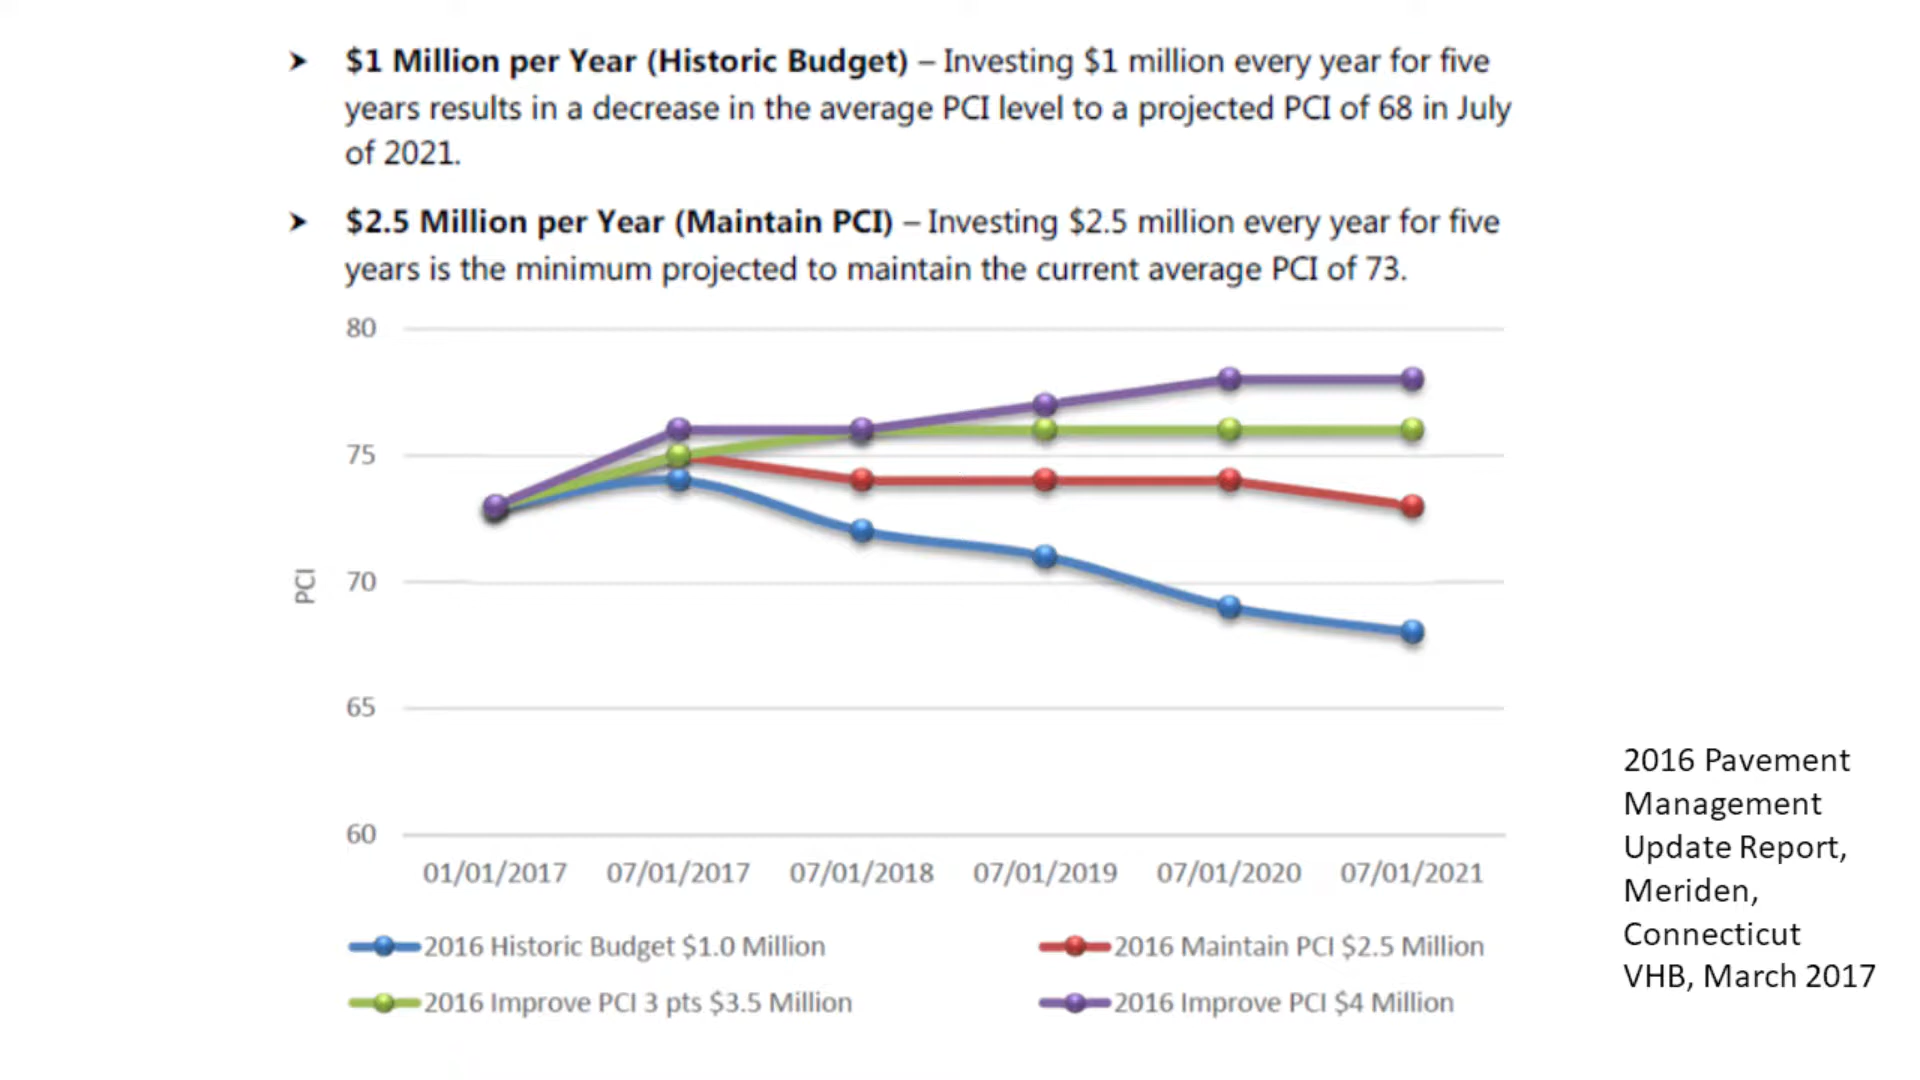 ➤ $1 Million per Year (Historic Budget) – Investing $1 million every year for five
years results in a decrease in the average PCI level to a projected PCI of 68 in July
of 2021.
➤ $2.5 Million per Year (Maintain PCI) – Investing $2.5 million every year for five
years is the minimum projected to maintain the current average PCI of 73.
80
75
70
65
60
PCI
01/01/2017 07/01/2017 07/01/2018 07/01/2019 07/01/2020 07/01/2021
2016 Historic Budget $1.0 Million
2016 Maintain PCI $2.5 Million
2016 Improve PCI 3 pts $3.5 Million
2016 Improve PCI $4 Million
2016 Pavement
Management
Update Report,
Meriden,
Connecticut
VHB, March 2017